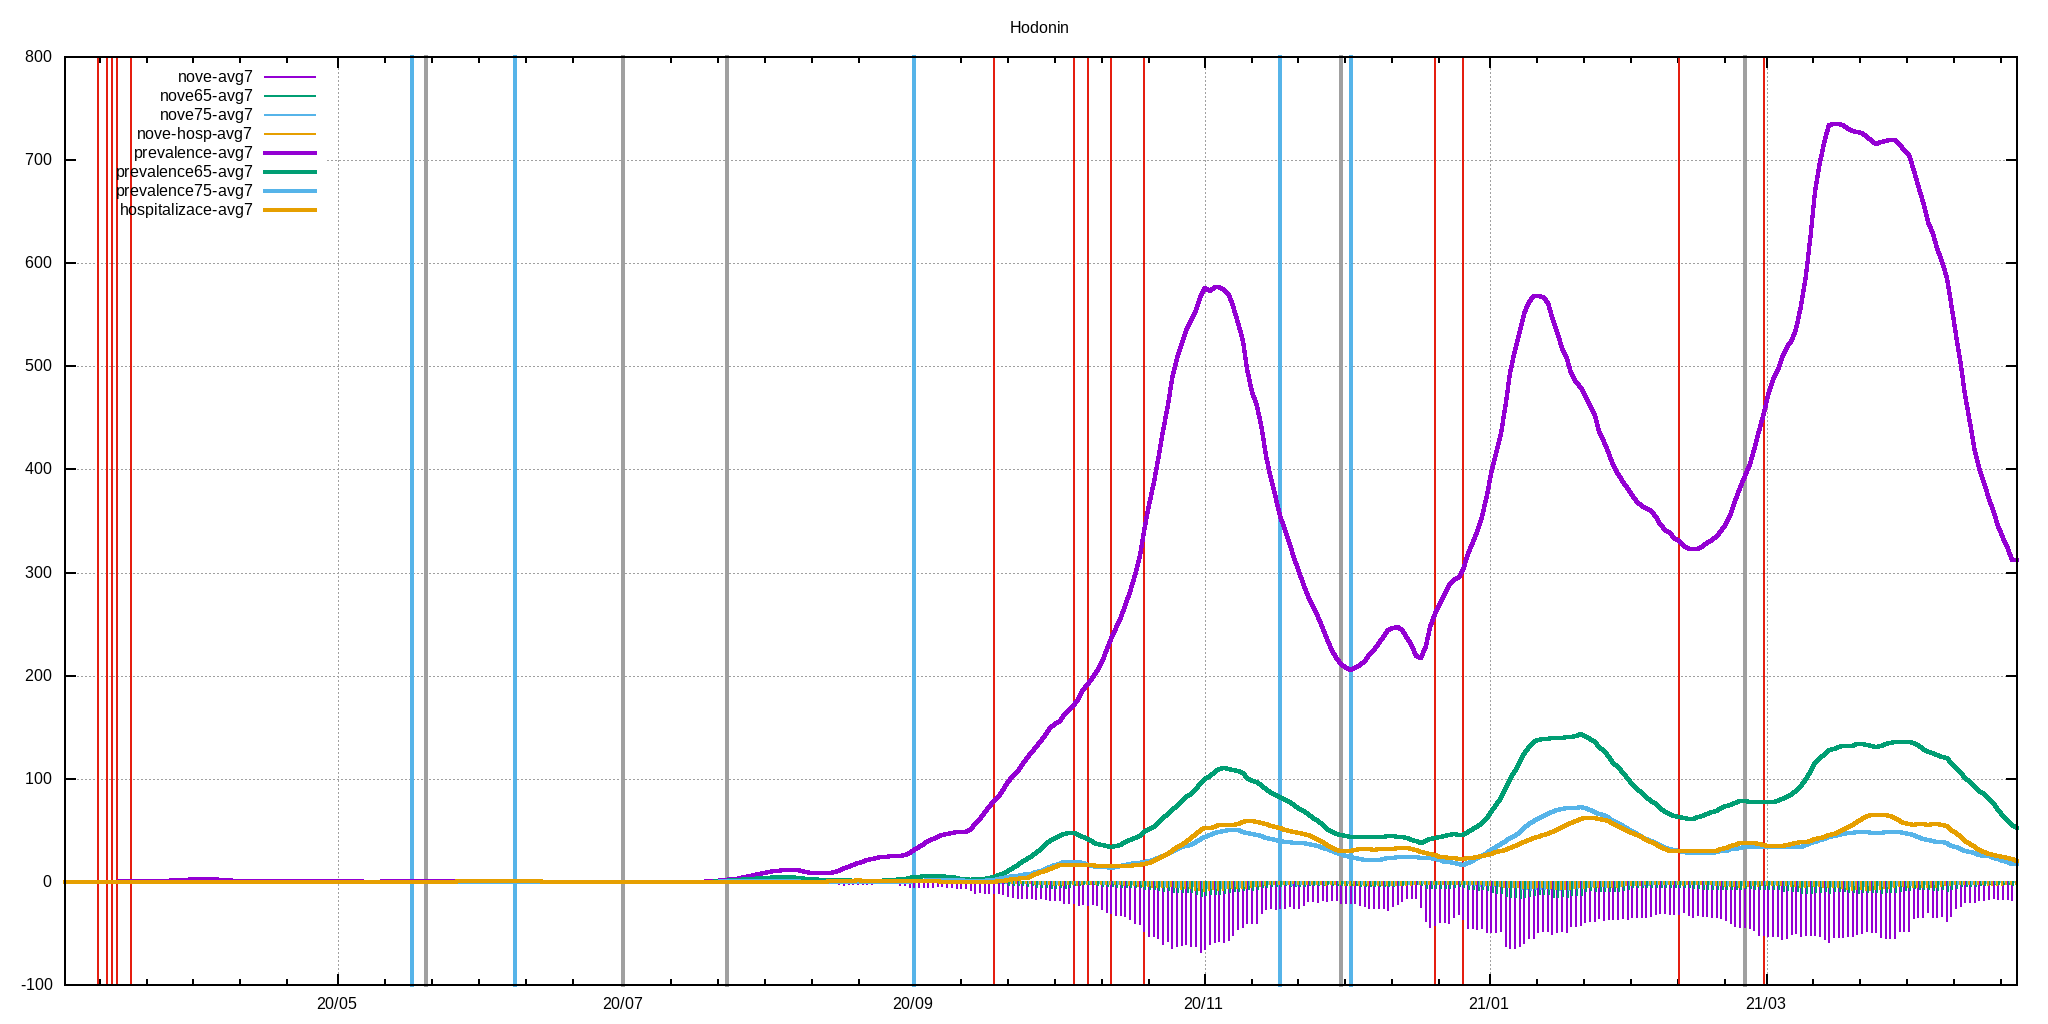 Hodonin
800
700
600
500
400
300
200
100
0
-100
nove-avg7
nove65-avg7
nove75-avg7
nove-hosp-avg7
prevalence-avg7
prevalence65-avg7
prevalence75-avg7
hospitalizace-avg7
20/05
20/07
20/09
20/11
21/01
21/03